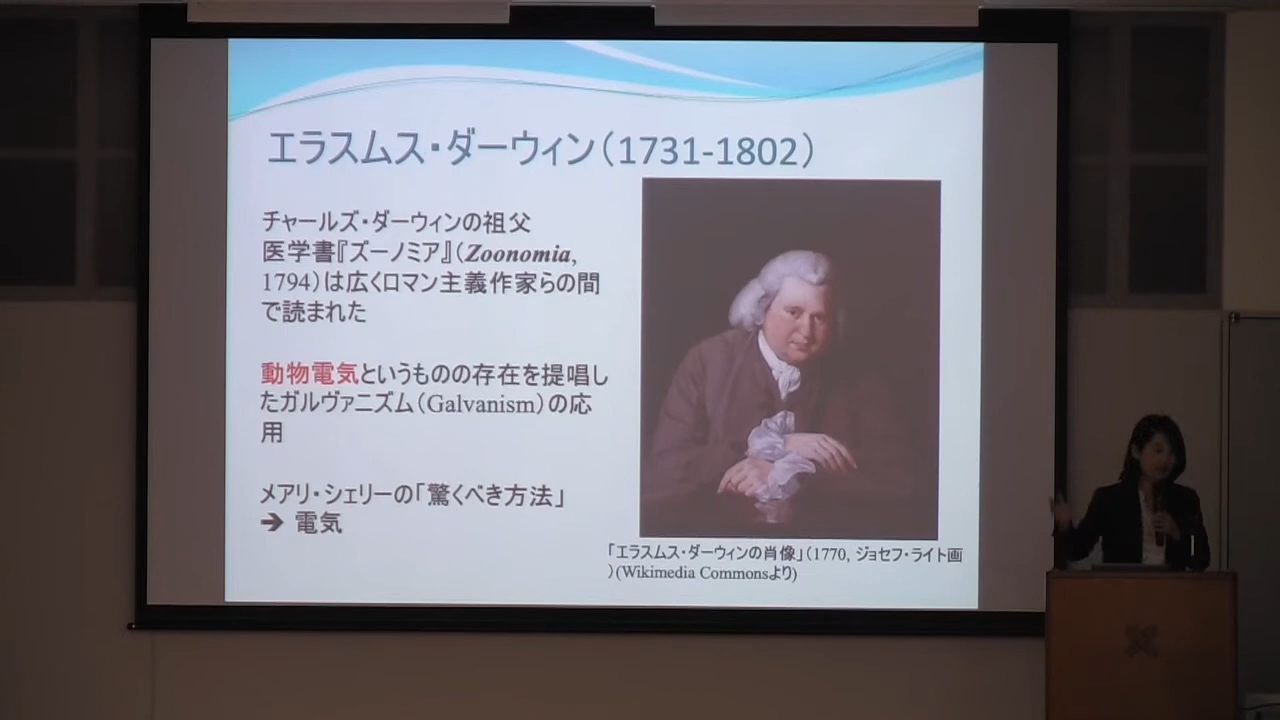 エラスムス・ダーウィン(1731-1802)
チャールズ・ダーウィンの祖父
医学書『ズーノミア』(Zoonomia,
1794)は広くロマン主義作家らの間
で読まれた
動物電気というものの存在を提唱し
たガルヴァニズム(Galvanism)の応
用
メアリ・シェリーの「驚くべき方法」
➔ 電気
「エラスムス・ダーウィンの肖像」(1770, ジョセフ・ライト画
)(Wikimedia Commonsより)